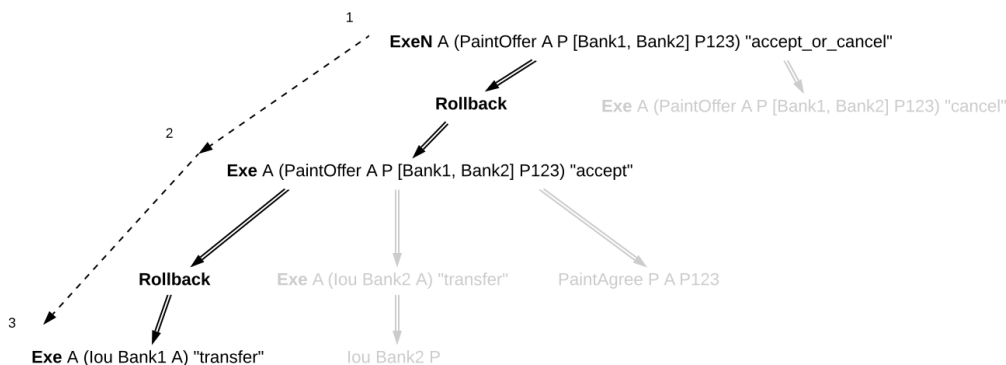 1
ExeN A (PaintOffer A P [Bank1, Bank2] P123) "accept_or_cancel"
Rollback
Exe A (PaintOffer A P [Bank1, Bank2] P123) "cancel"
2
Exe A (PaintOffer A P [Bank1, Bank2] P123) "accept"
Rollback
Exe A (Iou Bank2 A) "transfer"
PaintAgree P A P123
3
Exe A (Iou Bank1 A) "transfer"
Iou Bank2 P